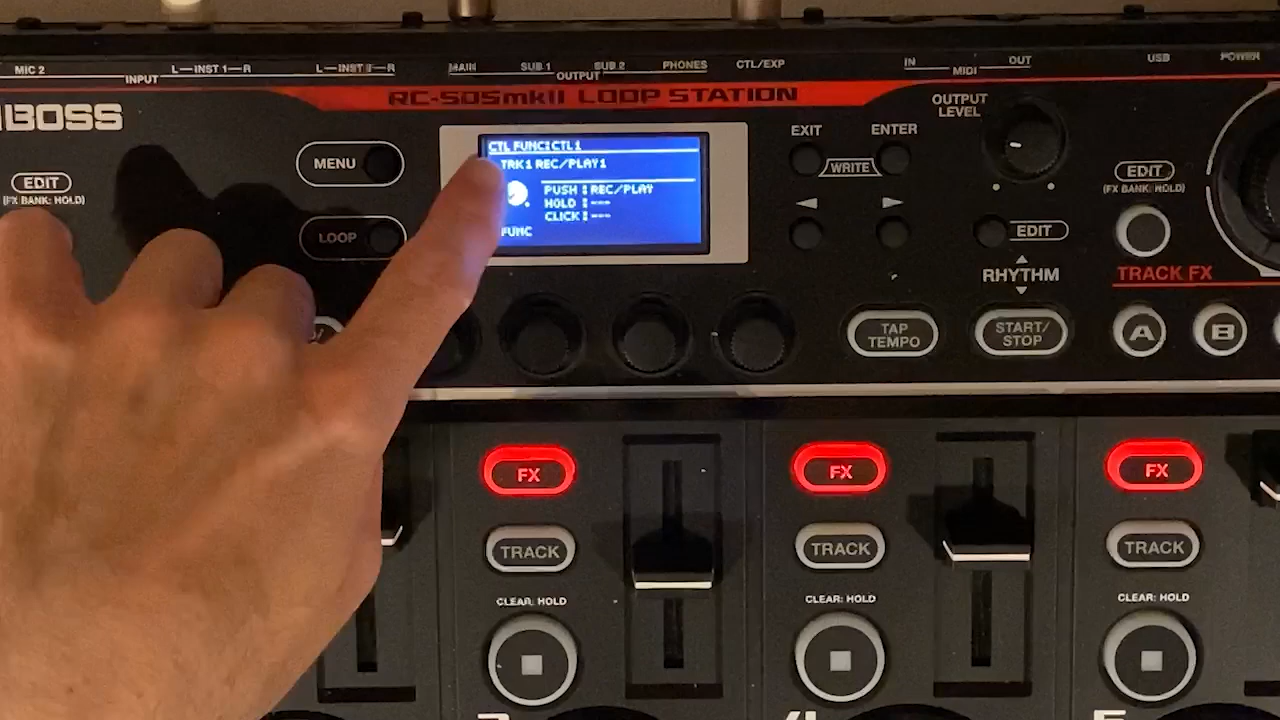 MIC 2
L—INST 1—R
L—INST 2—R
INPUT
MAIN
SUB 1
SUB 2
PHONES
OUTPUT
CTL/EXP
IN
OUT
MIDI
USB
POWER
BOSS
RC-505mkII LOOP STATION
OUTPUT
LEVEL
EXIT
ENTER
WRITE
MENU
LOOP
EDIT
(FX BANK: HOLD)
CTL FUNC:CTL1
TRK1 REC/PLAY1
PUSH : REC/PLAY
HOLD : ---
CLICK : ---
FUNC
EDIT
RHYTHM
EDIT
(FX BANK: HOLD)
TRACK FX
TAP
TEMPO
START/
STOP
A
B
FX
FX
FX
TRACK
TRACK
TRACK
CLEAR: HOLD
CLEAR: HOLD
CLEAR: HOLD